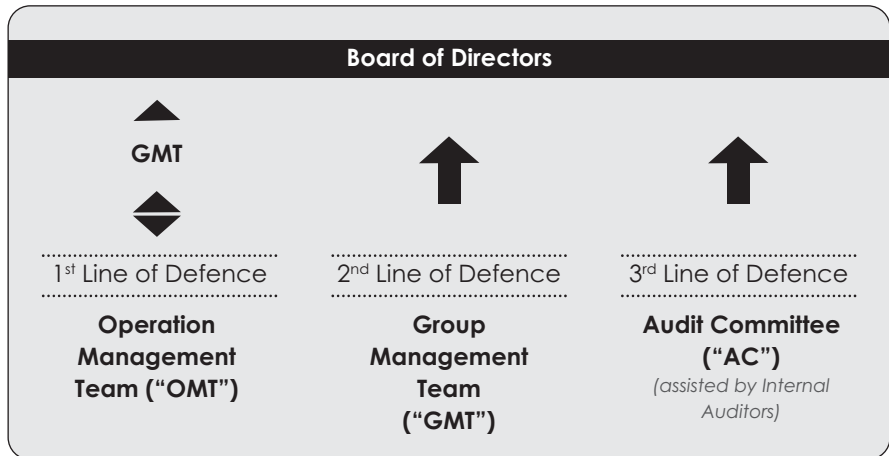 Board of Directors
GMT
1st Line of Defence
Operation
Management
Team (“OMT”)
2nd Line of Defence
Group
Management
Team
(“GMT”)
3rd Line of Defence
Audit Committee
(“AC”)
(assisted by Internal
Auditors)